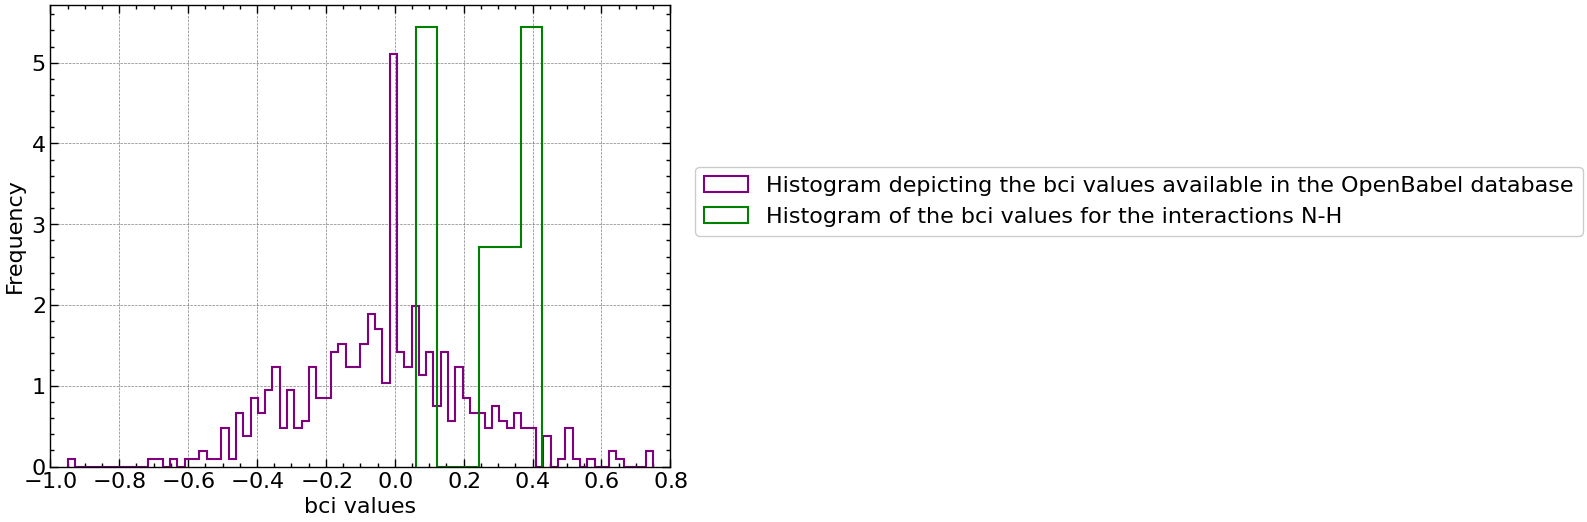 5
4
3
2
1
0
Frequency
−1.0 −0.8 −0.6 −0.4 −0.2 0.0 0.2 0.4 0.6 0.8
bci values
Histogram depicting the bci values available in the OpenBabel database
Histogram of the bci values for the interactions N-H